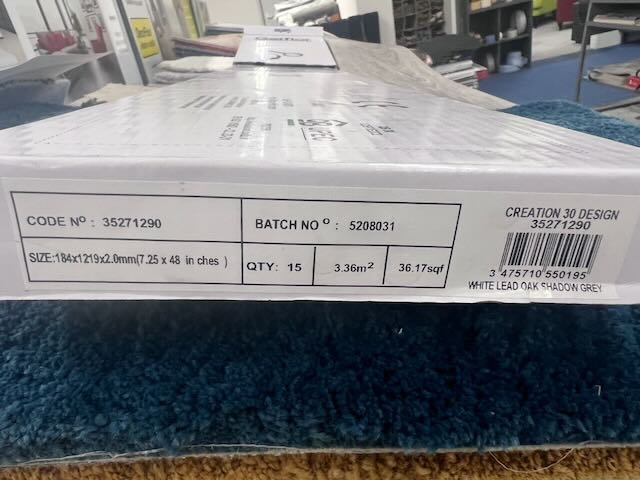 CODE Nº : 35271290
BATCH NO º : 5208031
SIZE:184x1219x2.0mm(7.25 x 48 in ches )
QTY: 15
3.36m²
36.17sqf
CREATION 30 DESIGN
35271290
3 475710 550195
WHITE LEAD OAK SHADOW GREY